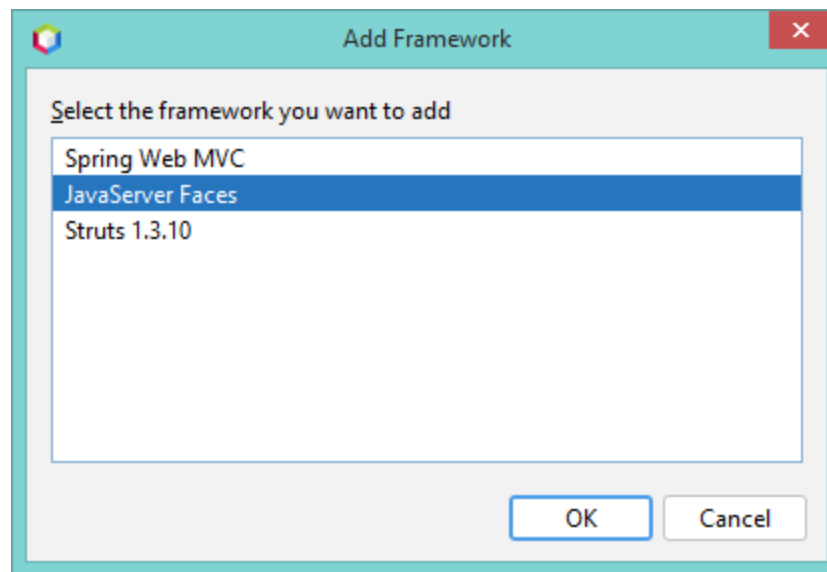 Add Framework
Select the framework you want to add
Spring Web MVC
JavaServer Faces
Struts 1.3.10
OK Cancel